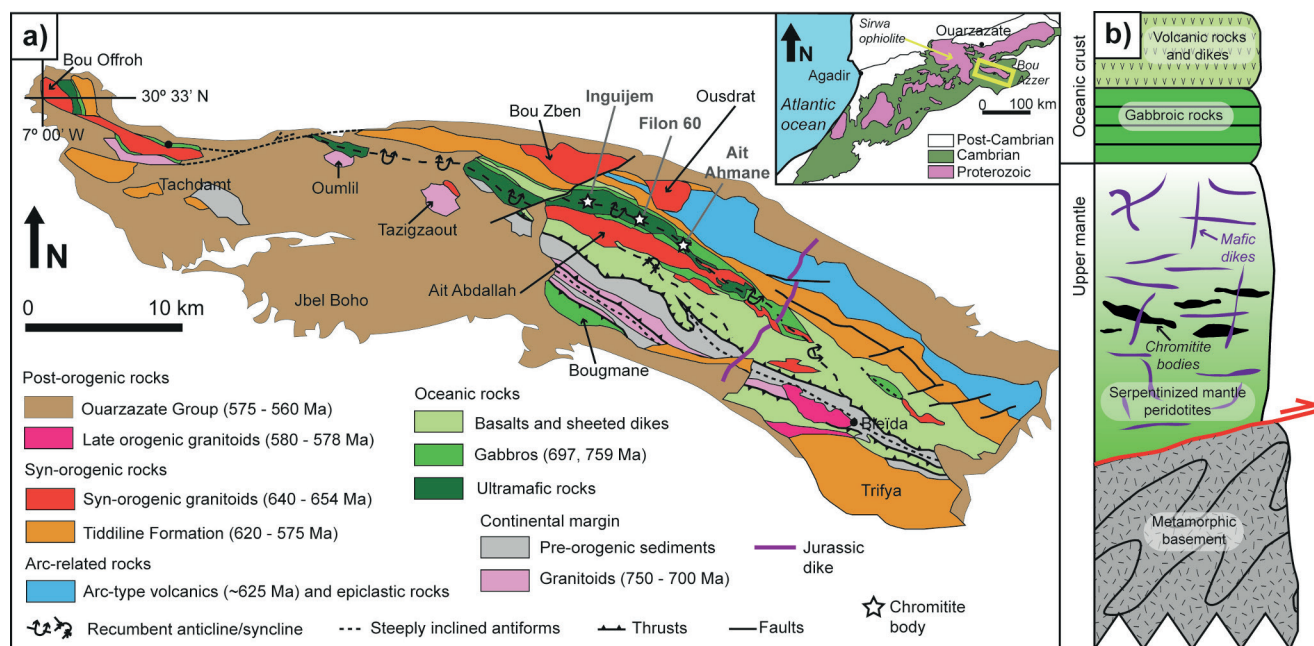 a)
Bou Offroh
30º 33' N
7º 00' W
N
0 10 km
Tachdamt
Oumlil
Tazigzaout
Jbel Boho
Ait Abdallah
Bou Zben
Inguijem
Filon 60
Ousdrat
Ait
Ahmane
Bougmane
Bleïda
Trifya
N
Sirwa
ophiolite
Ouarzazate
Agadir
Bou
Azzer
Atlantic
ocean
0 100 km
Post-Cambrian
Cambrian
Proterozoic
Post-orogenic rocks
Ouarzazate Group (575 - 560 Ma)
Late orogenic granitoids (580 - 578 Ma)
Syn-orogenic rocks
Syn-orogenic granitoids (640 - 654 Ma)
Tiddiline Formation (620 - 575 Ma)
Arc-related rocks
Arc-type volcanics (~625 Ma) and epiclastic rocks
Oceanic rocks
Basalts and sheeted dikes
Gabbros (697, 759 Ma)
Ultramafic rocks
Continental margin
Pre-orogenic sediments
Granitoids (750 - 700 Ma)
Jurassic
dike
Chromitite
body
Recumbent anticline/syncline
Steeply inclined antiforms
Thrusts
Faults
b)
Oceanic crust
Volcanic rocks
and dikes
Gabbroic rocks
Upper mantle
Mafic
dikes
Chromitite
bodies
Serpentinized mantle
peridotites
Metamorphic
basement